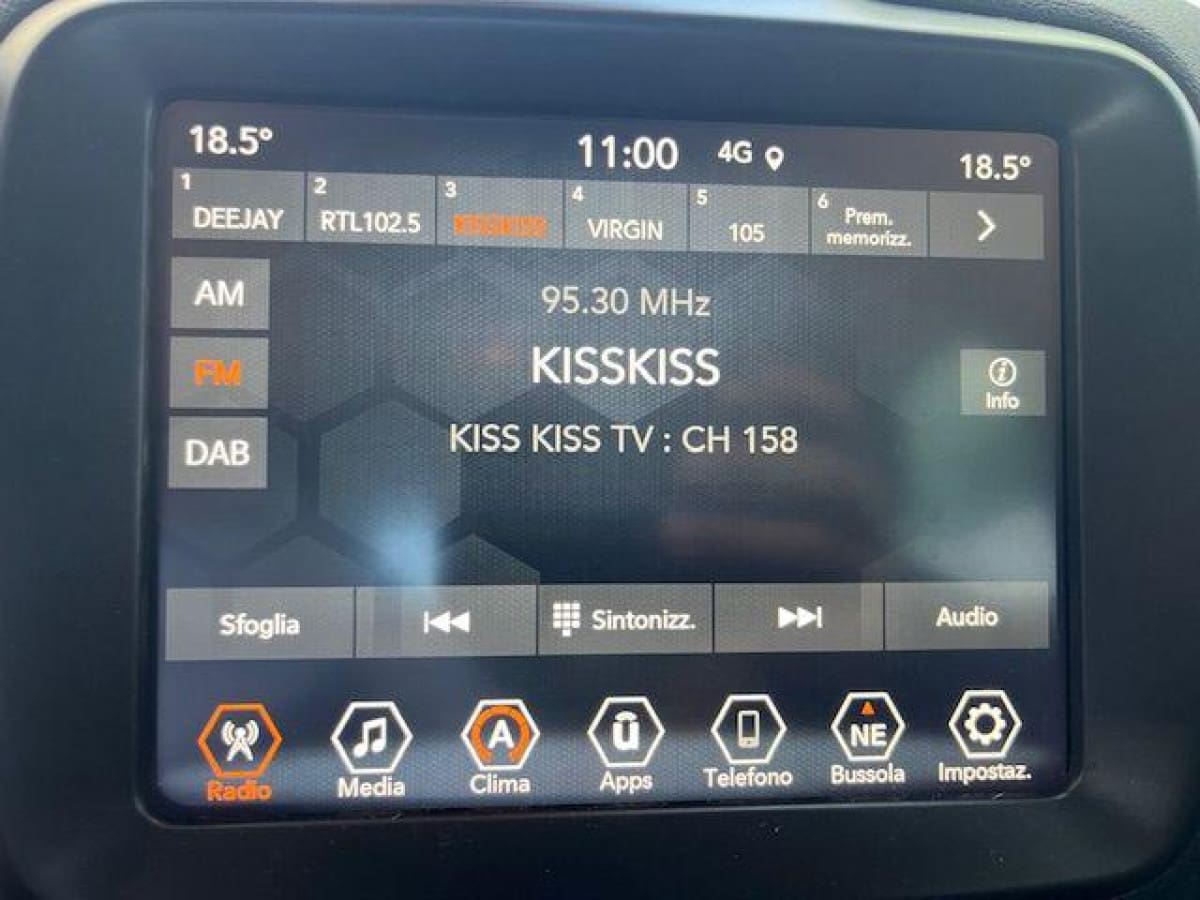 18.5°
11:00
4G
18.5°
1
DEEJAY
2
RTL102.5
3
KISSKISS
4
VIRGIN
5
105
6
Prem.
memorizz.
AM
FM
DAB
95.30 MHz
KISSKISS
KISS KISS TV : CH 158
i
Info
Sfoglia
Sintonizz.
Audio
A
ū
NE
Radio
Media
Clima
Apps
Telefono
Bussola
Impostaz.